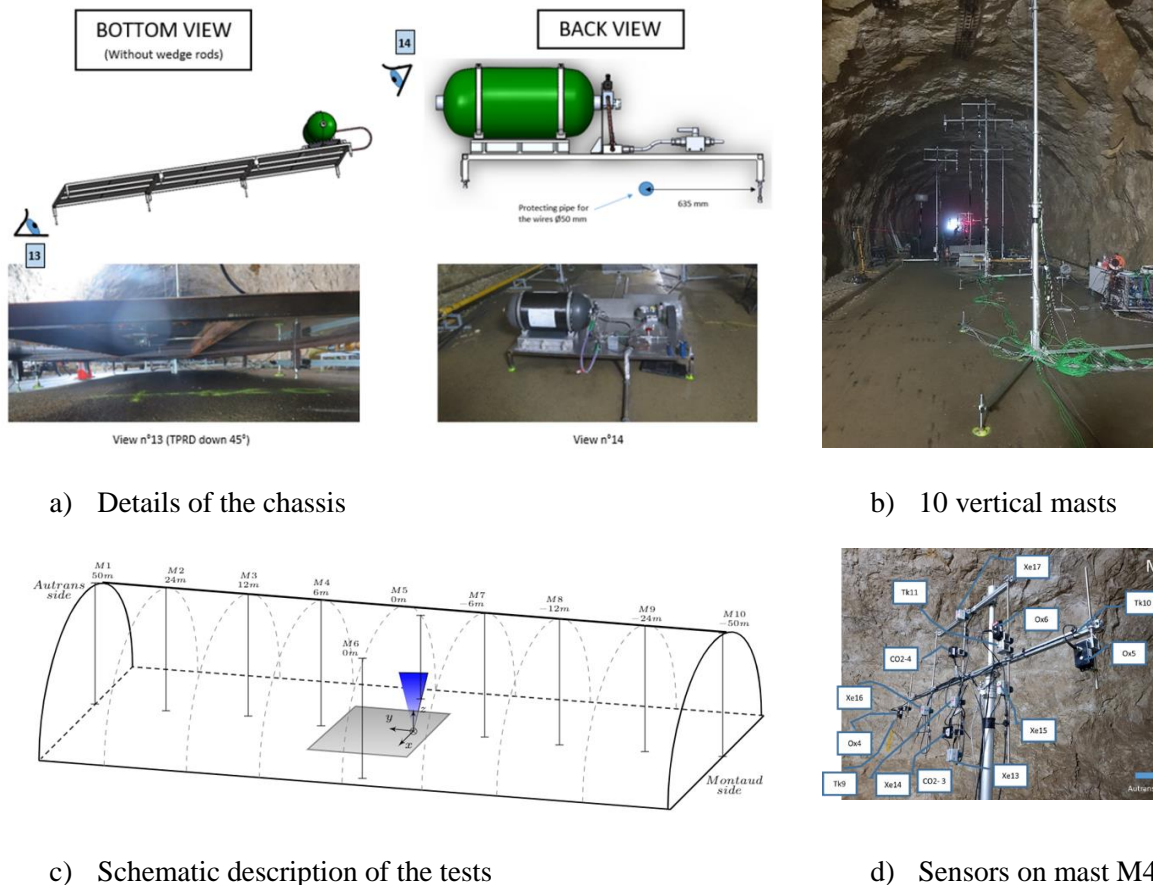 BOTTOM VIEW
(Without wedge rods)
13
BACK VIEW
14
Protecting pipe for
the wires Ø50 mm
635 mm
View n°13 (TPRD down 45°)
View n°14
a) Details of the chassis
b) 10 vertical masts
M1
50m
M2
24m
M3
12m
M4
6m
M5
0m
M6
0m
M7
−6m
M8
−12m
M9
−24m
M10
−50m
Autrans
side
z
y
x
Montaud
side
Xe17
Tk11
Ox6
Tk10
CO2-4
Ox5
Xe16
Ox4
Xe15
Tk9
Xe14
CO2- 3
Xe13
Autrans
c) Schematic description of the tests
d) Sensors on mast M4